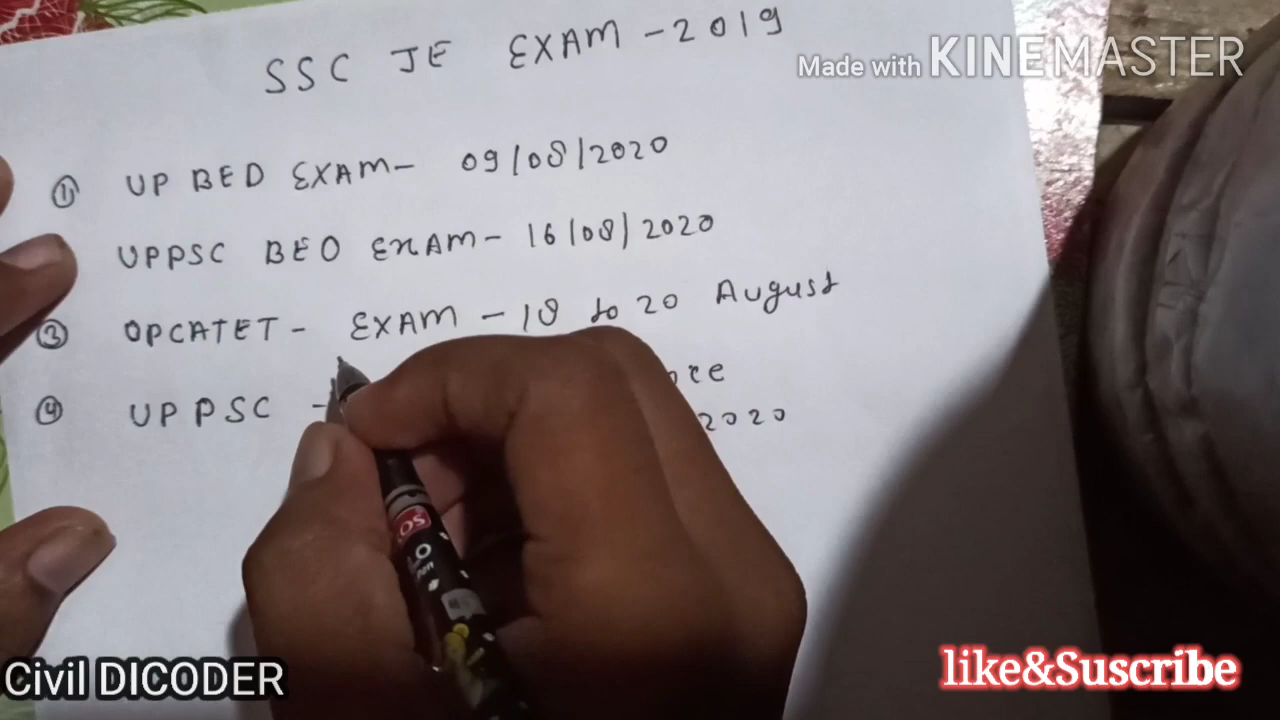 SSC JE EXAM - 2019
Made with KINEMASTER
① UP BED EXAM - 09/08/2020
UPPSC BEO EXAM - 16/08/2020
③ OPCATET - EXAM - 18 to 20 August
④ UPPSC -
2020
Civil DICODER
like&Suscribe